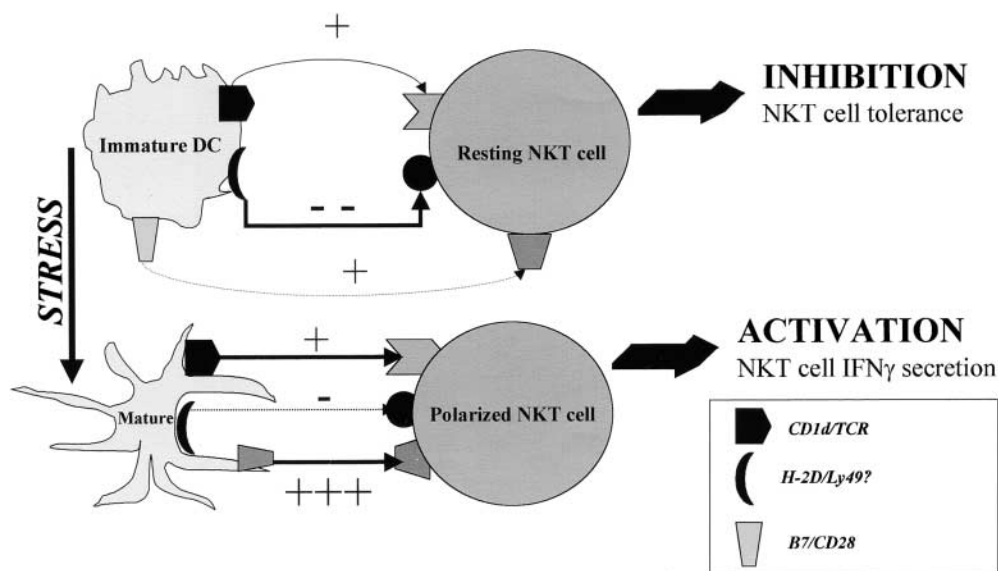 +
INHIBITION
NKT cell tolerance
Immature DC
Resting NKT cell
- -
+
STRESS
ACTIVATION
NKT cell IFNγ secretion
+
Mature
-
Polarized NKT cell
+++
CD1d/TCR
H-2D/Ly49?
B7/CD28